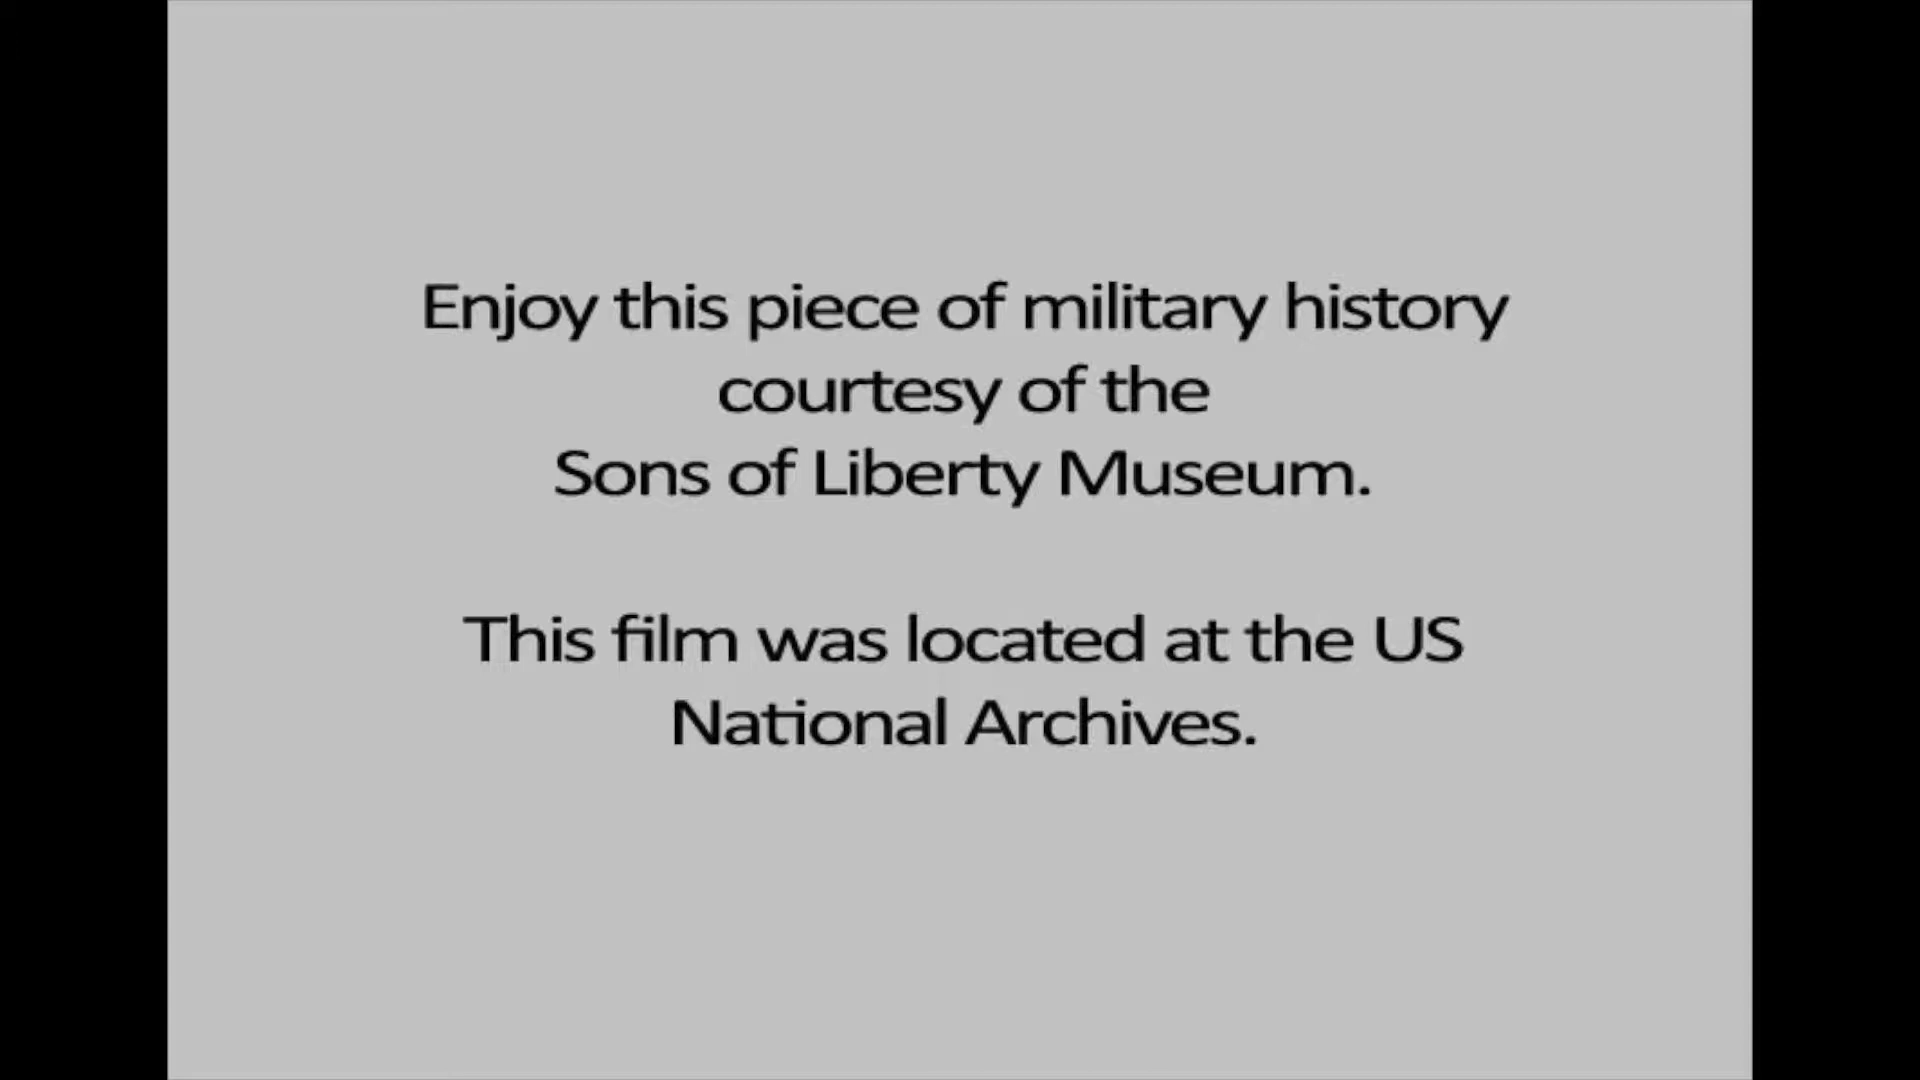 Enjoy this piece of military history
courtesy of the
Sons of Liberty Museum.
This film was located at the US
National Archives.